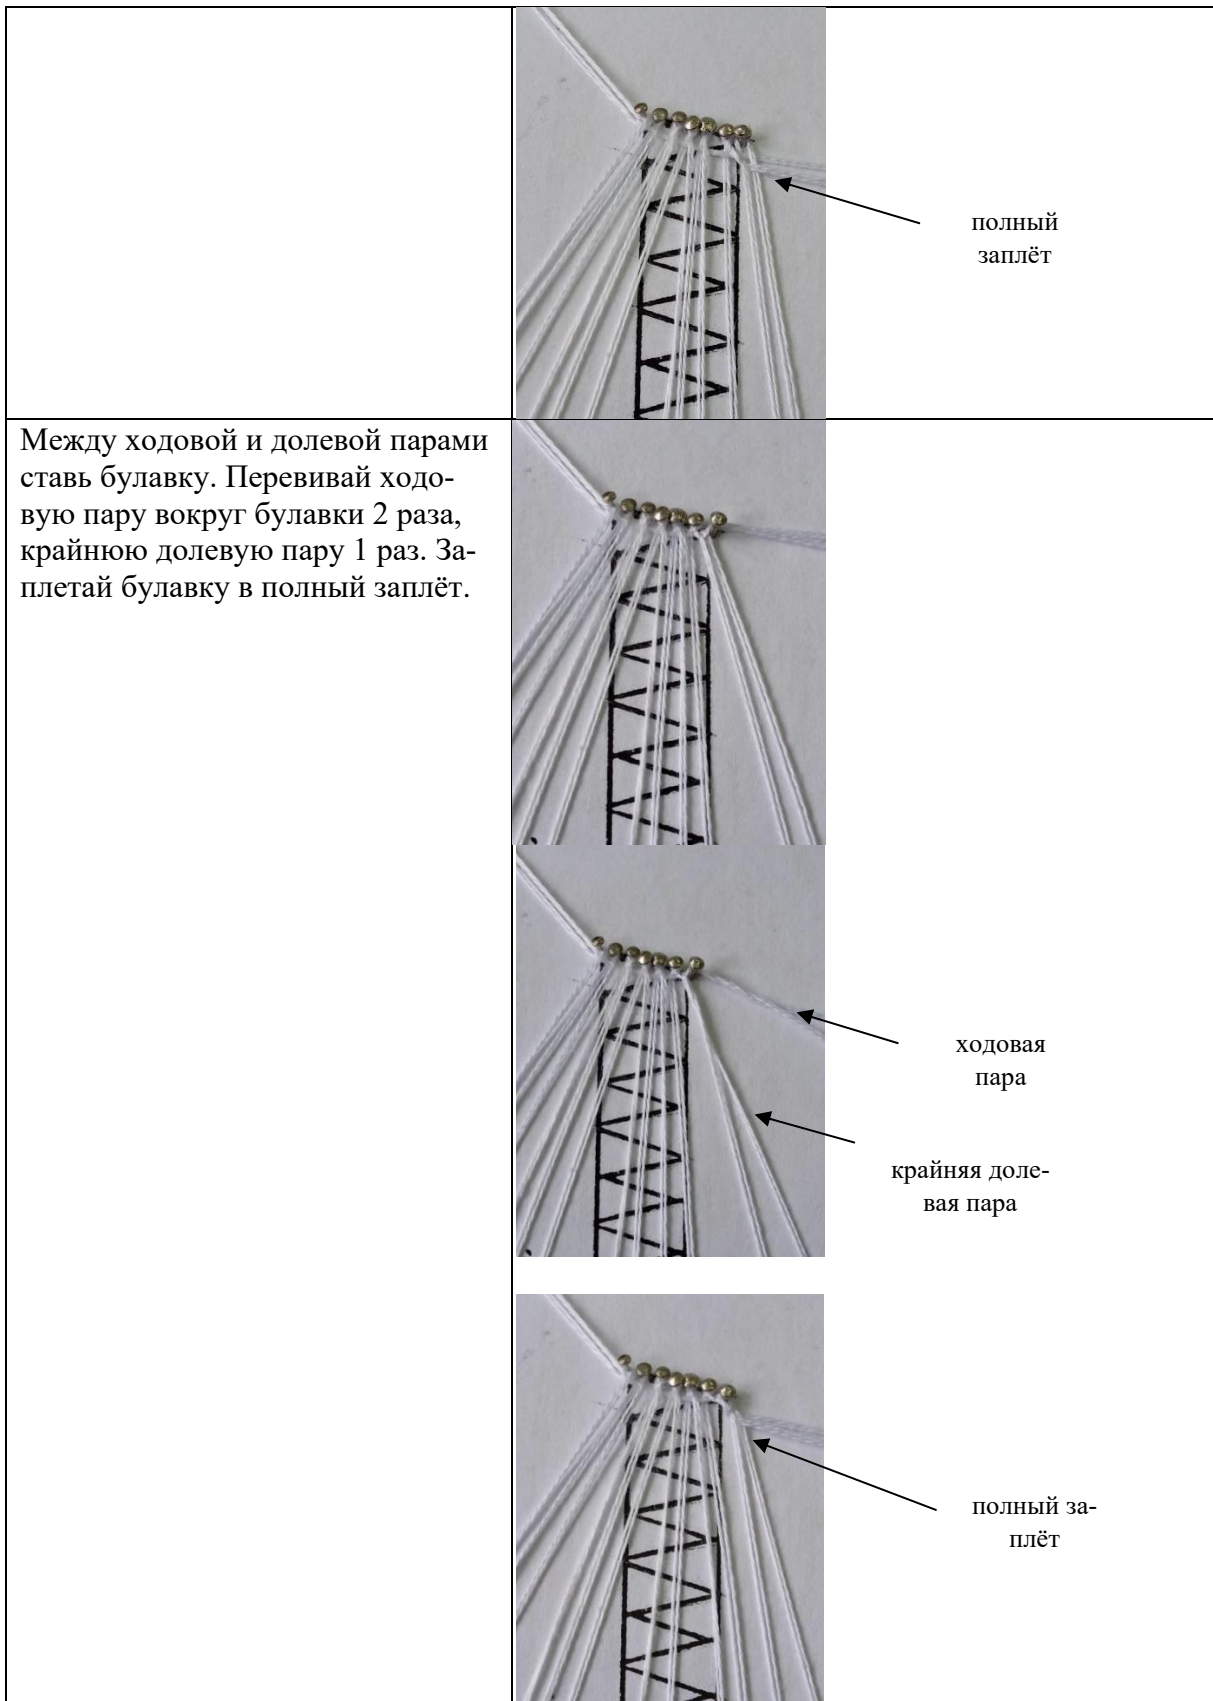 полный
заплёт
Между ходовой и долевой парами
ставь булавку. Перевивай ходо-
вую пару вокруг булавки 2 раза,
крайнюю долевую пару 1 раз. За-
плетай булавку в полный заплёт.
ходовая
пара
крайняя доле-
вая пара
полный за-
плёт